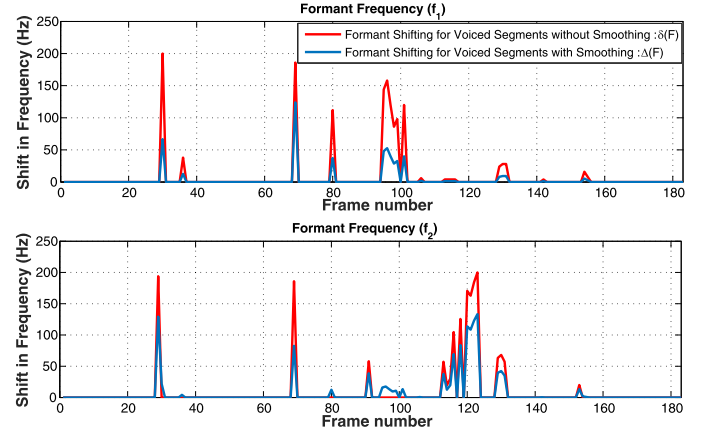 Formant Frequency (f1)
Shift in Frequency (Hz)
250
200
150
100
50
0
Formant Shifting for Voiced Segments without Smoothing :δ(F)
Formant Shifting for Voiced Segments with Smoothing :Δ(F)
0 20 40 60 80 100 120 140 160 180
Frame number
Formant Frequency (f2)
Shift in Frequency (Hz)
250
200
150
100
50
0
0 20 40 60 80 100 120 140 160 180
Frame number